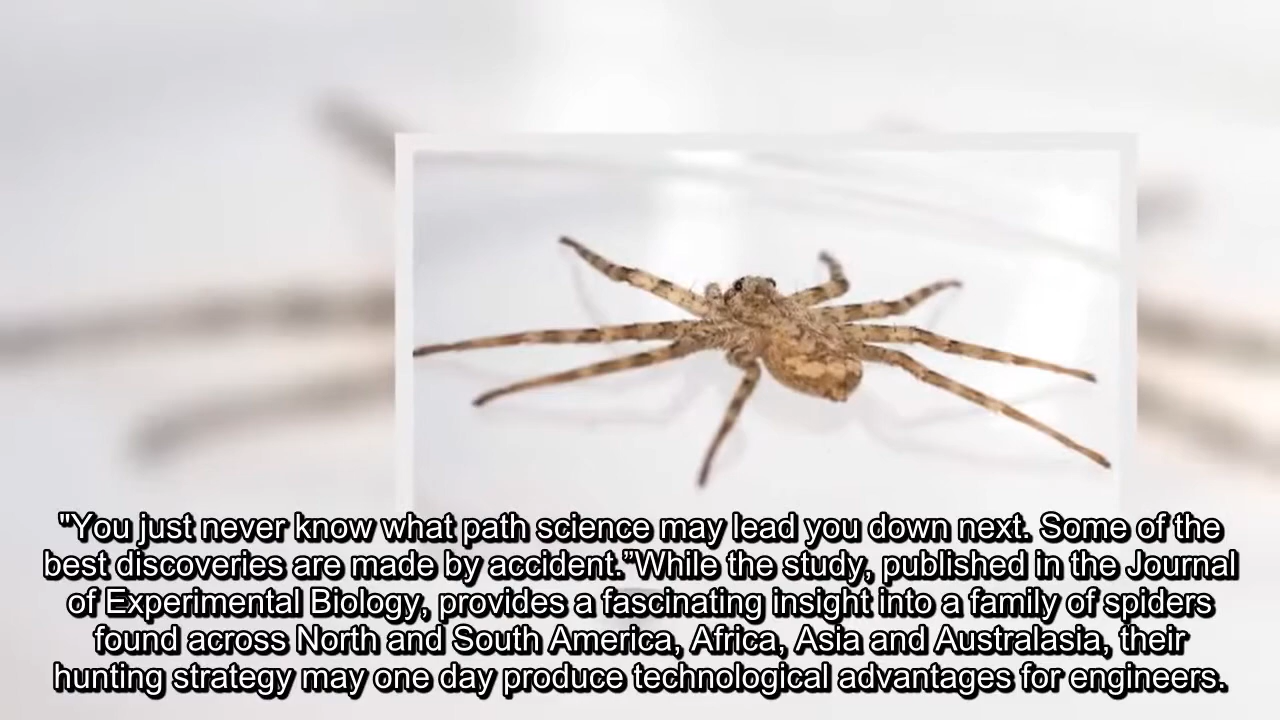 "You just never know what path science may lead you down next. Some of the
best discoveries are made by accident.”While the study, published in the Journal
of Experimental Biology, provides a fascinating insight into a family of spiders
found across North and South America, Africa, Asia and Australasia, their
hunting strategy may one day produce technological advantages for engineers.